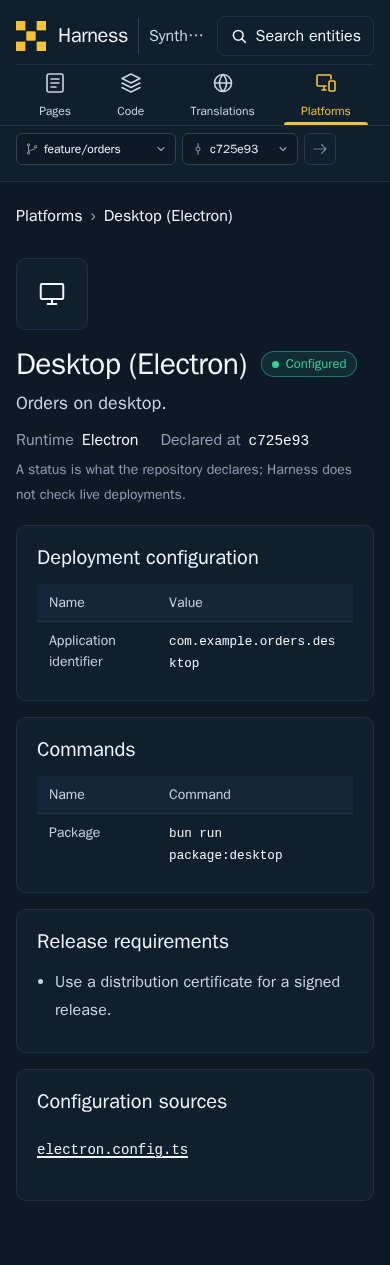 Harness
Synth···
Search entities
Pages
Code
Translations
Platforms
feature/orders
c725e93
Platforms › Desktop (Electron)
Desktop (Electron)
Configured
Orders on desktop.
Runtime Electron Declared at c725e93
A status is what the repository declares; Harness does
not check live deployments.
Deployment configuration
Name Value
Application
identifier
com.example.orders.des
ktop
Commands
Name Command
Package
bun run
package:desktop
Release requirements
• Use a distribution certificate for a signed
release.
Configuration sources
electron.config.ts